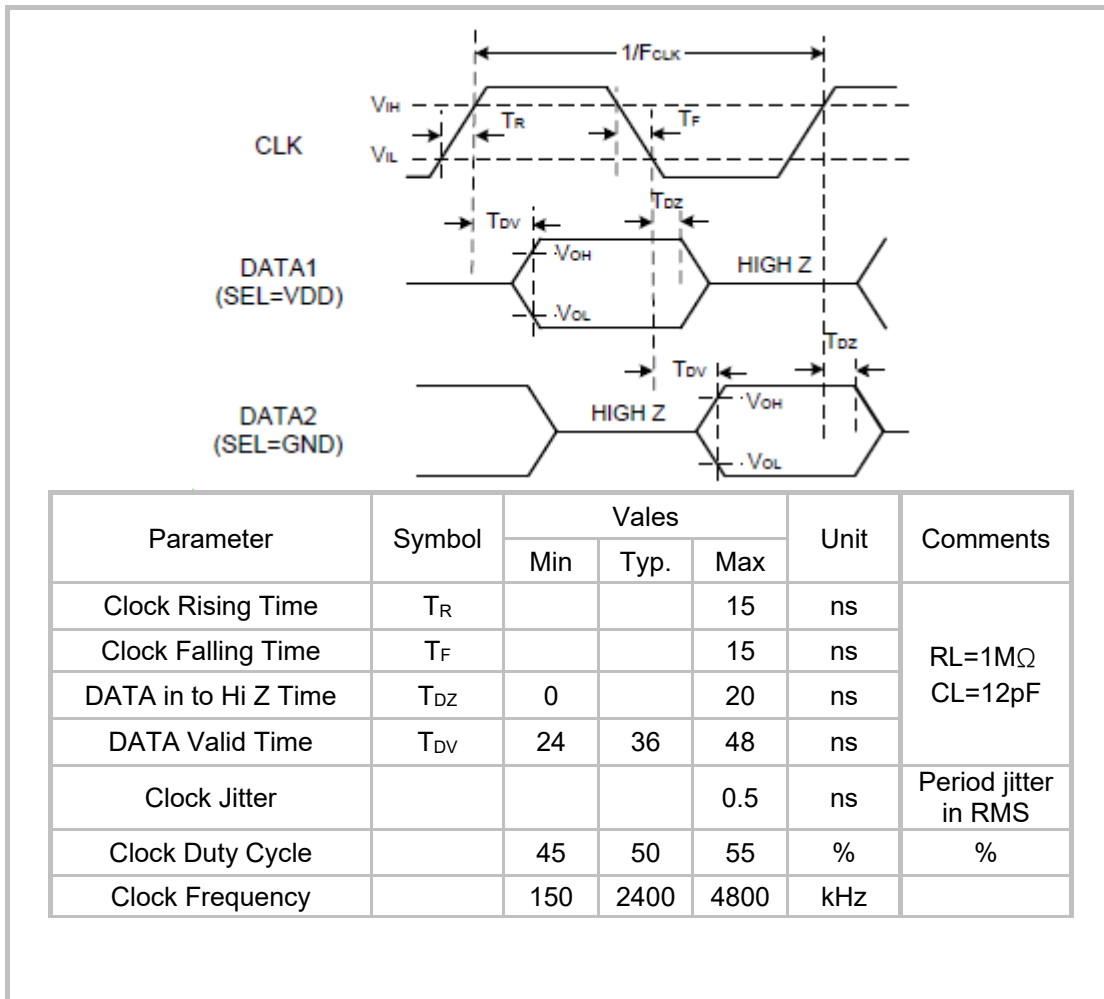 1/FCLK
VIH
TR
TF
CLK
VIL
TDZ
TDV
VOH
DATA1
HIGH Z
(SEL=VDD)
VOL
TDZ
TDV
VOH
DATA2
HIGH Z
(SEL=GND)
VOL
Parameter Symbol Vales Unit Comments
Min Typ. Max
Clock Rising Time TR 15 ns
Clock Falling Time TF 15 ns
RL=1MΩ
CL=12pF
DATA in to Hi Z Time TDZ 0 20 ns
DATA Valid Time TDV 24 36 48 ns
Clock Jitter 0.5 ns Period jitter
in RMS
Clock Duty Cycle 45 50 55 % %
Clock Frequency 150 2400 4800 kHz